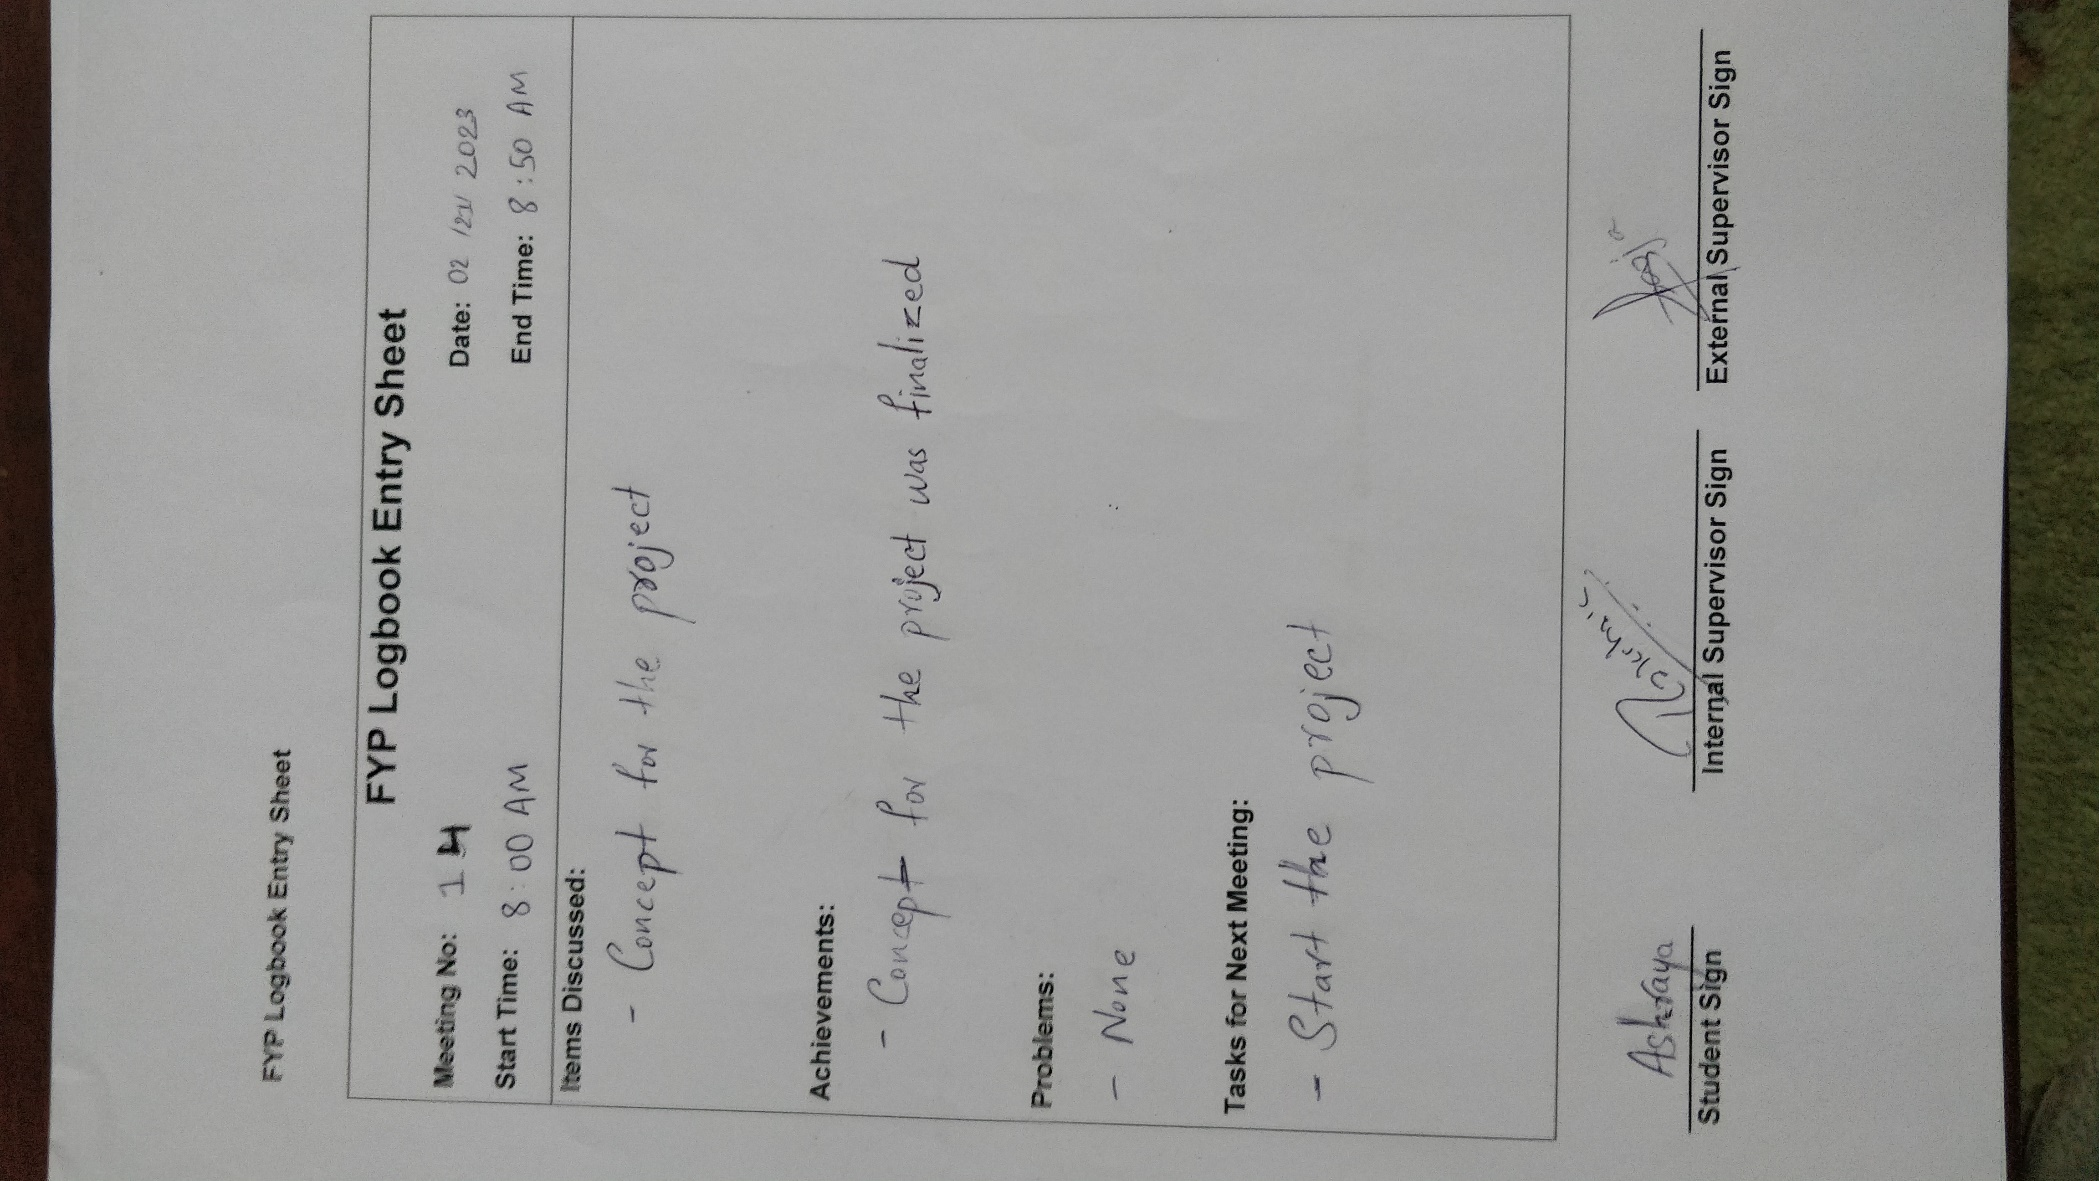 FYP Logbook Entry Sheet
FYP Logbook Entry Sheet
Meeting No: 14 Date: 02 / 2023
Start Time: 8:00 AM End Time: 8:50 AM
Items Discussed:
- Concept for the project
Achievements:
- Concept for the project was finalized
Problems:
- None
Tasks for Next Meeting:
- Start the project
Ashraya
Student Sign Internal Supervisor Sign External Supervisor Sign